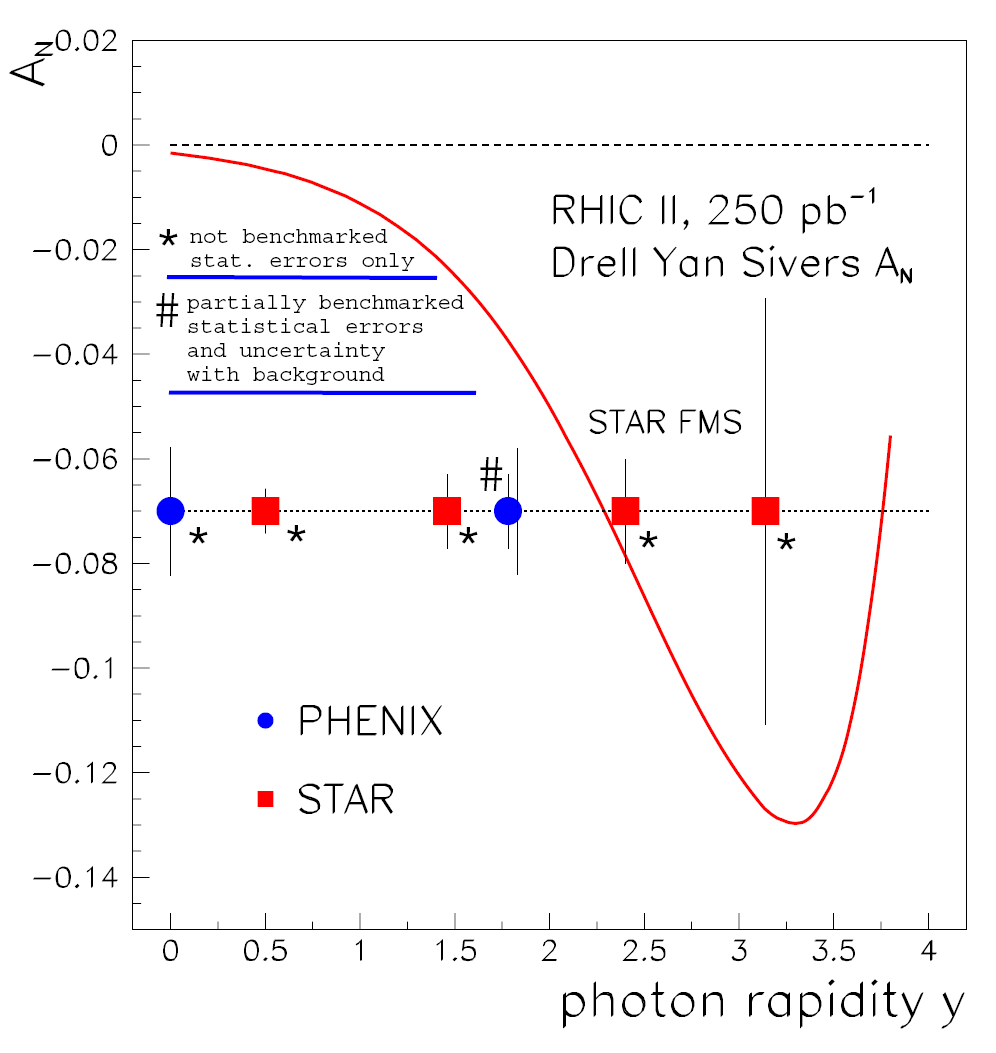 A_N
0.02
0
−0.02
−0.04
−0.06
−0.08
−0.1
−0.12
−0.14
RHIC II, 250 pb⁻¹
Drell Yan Sivers A_N
* not benchmarked
stat. errors only
# partially benchmarked
statistical errors
and uncertainty
with background
STAR FMS
#
* * * * *
PHENIX
STAR
0 0.5 1 1.5 2 2.5 3 3.5 4
photon rapidity y